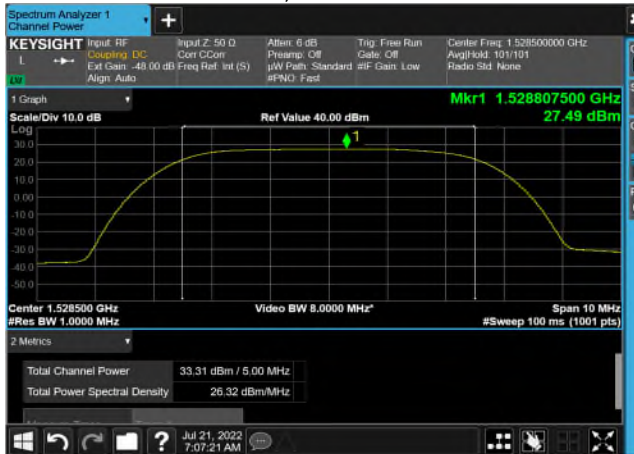 Spectrum Analyzer 1
Channel Power
+
KEYSIGHT Input: RF Input Z: 50 Ω Atten: 6 dB Trig: Free Run Center Freq: 1.528500000 GHz
L Coupling: DC Corr CCorr Preamp: Off Gate: Off Avg|Hold: 101/101
Ext Gain: -48.00 dB Freq Ref: Int (S) µW Path: Standard #IF Gain: Low Radio Std: None
Align: Auto #PNO: Fast
1 Graph Mkr1 1.528807500 GHz
Scale/Div 10.0 dB Ref Value 40.00 dBm 27.49 dBm
Log
1
30.0
20.0
10.0
0.00
-10.0
-20.0
-30.0
-40.0
-50.0
Center 1.528500 GHz Video BW 8.0000 MHz* Span 10 MHz
#Res BW 1.0000 MHz #Sweep 100 ms (1001 pts)
2 Metrics
Total Channel Power 33.31 dBm / 5.00 MHz
Total Power Spectral Density 26.32 dBm/MHz
? Jul 21, 2022
7:07:21 AM